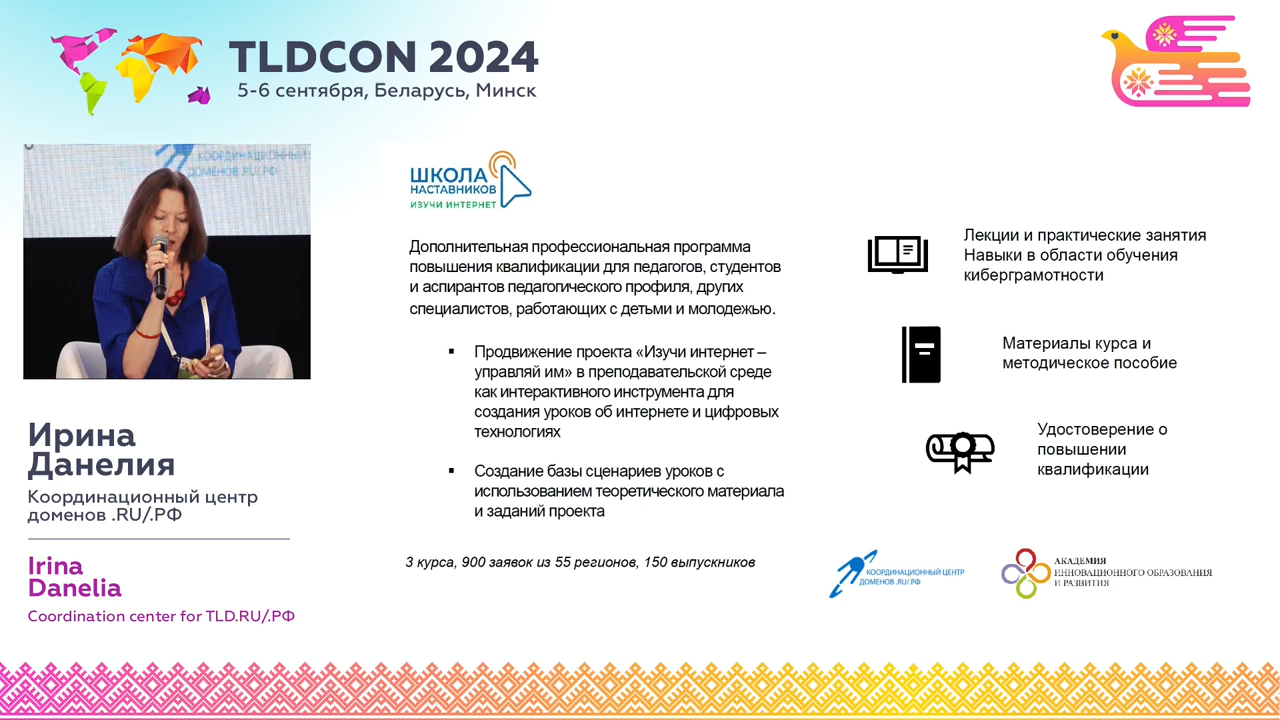 TLDCON 2024
5-6 сентября, Беларусь, Минск
КООРДИНАЦИОННЫЙ
ДОМЕНОВ .RU/.РФ
Ирина
Данелия
Координационный центр
доменов .RU/.РФ
Irina
Danelia
Coordination center for TLD.RU/.РФ
ШКОЛА
НАСТАВНИКОВ
ИЗУЧИ ИНТЕРНЕТ
Дополнительная профессиональная программа
повышения квалификации для педагогов, студентов
и аспирантов педагогического профиля, других
специалистов, работающих с детьми и молодежью.
▪ Продвижение проекта «Изучи интернет –
управляй им» в преподавательской среде
как интерактивного инструмента для
создания уроков об интернете и цифровых
технологиях
▪ Создание базы сценариев уроков с
использованием теоретического материала
и заданий проекта
3 курса, 900 заявок из 55 регионов, 150 выпускников
Лекции и практические занятия
Навыки в области обучения
киберграмотности
Материалы курса и
методическое пособие
Удостоверение о
повышении
квалификации
КООРДИНАЦИОННЫЙ ЦЕНТР
ДОМЕНОВ .RU/.РФ
АКАДЕМИЯ
ИННОВАЦИОННОГО ОБРАЗОВАНИЯ
И РАЗВИТИЯ